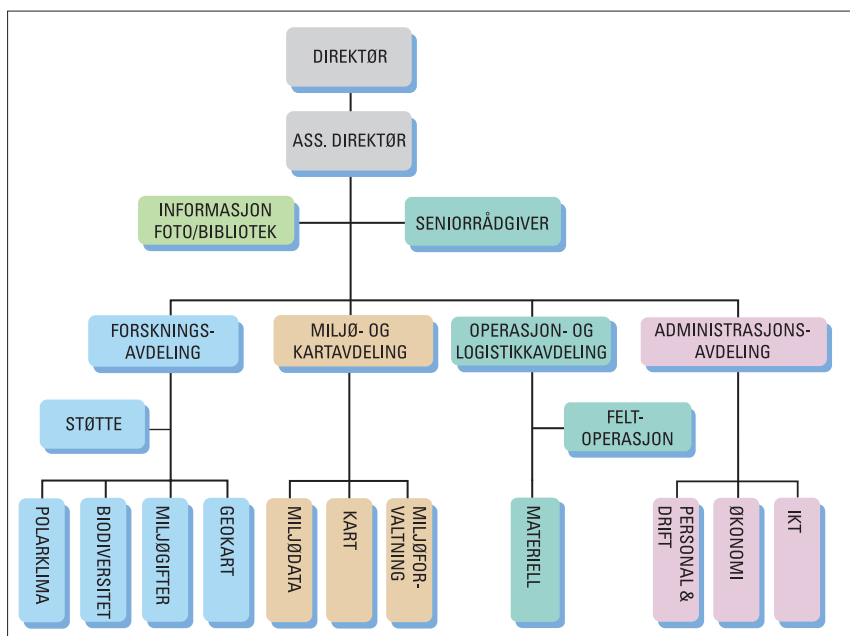 DIREKTØR
ASS. DIREKTØR
INFORMASJON
FOTO/BIBLIOTEK
SENIORRÅDGIVER
FORSKNINGS-
AVDELING
MILJØ- OG
KARTAVDELING
OPERASJON- OG
LOGISTIKKAVDELING
ADMINISTRASJONS-
AVDELING
STØTTE
FELT-
OPERASJON
POLARKLIMA
BIODIVERSITET
MILJØGIFTER
GEOKART
MILJØDATA
KART
MILJØFOR-
VALTNING
MATERIELL
PERSONAL &
DRIFT
ØKONOMI
IKT